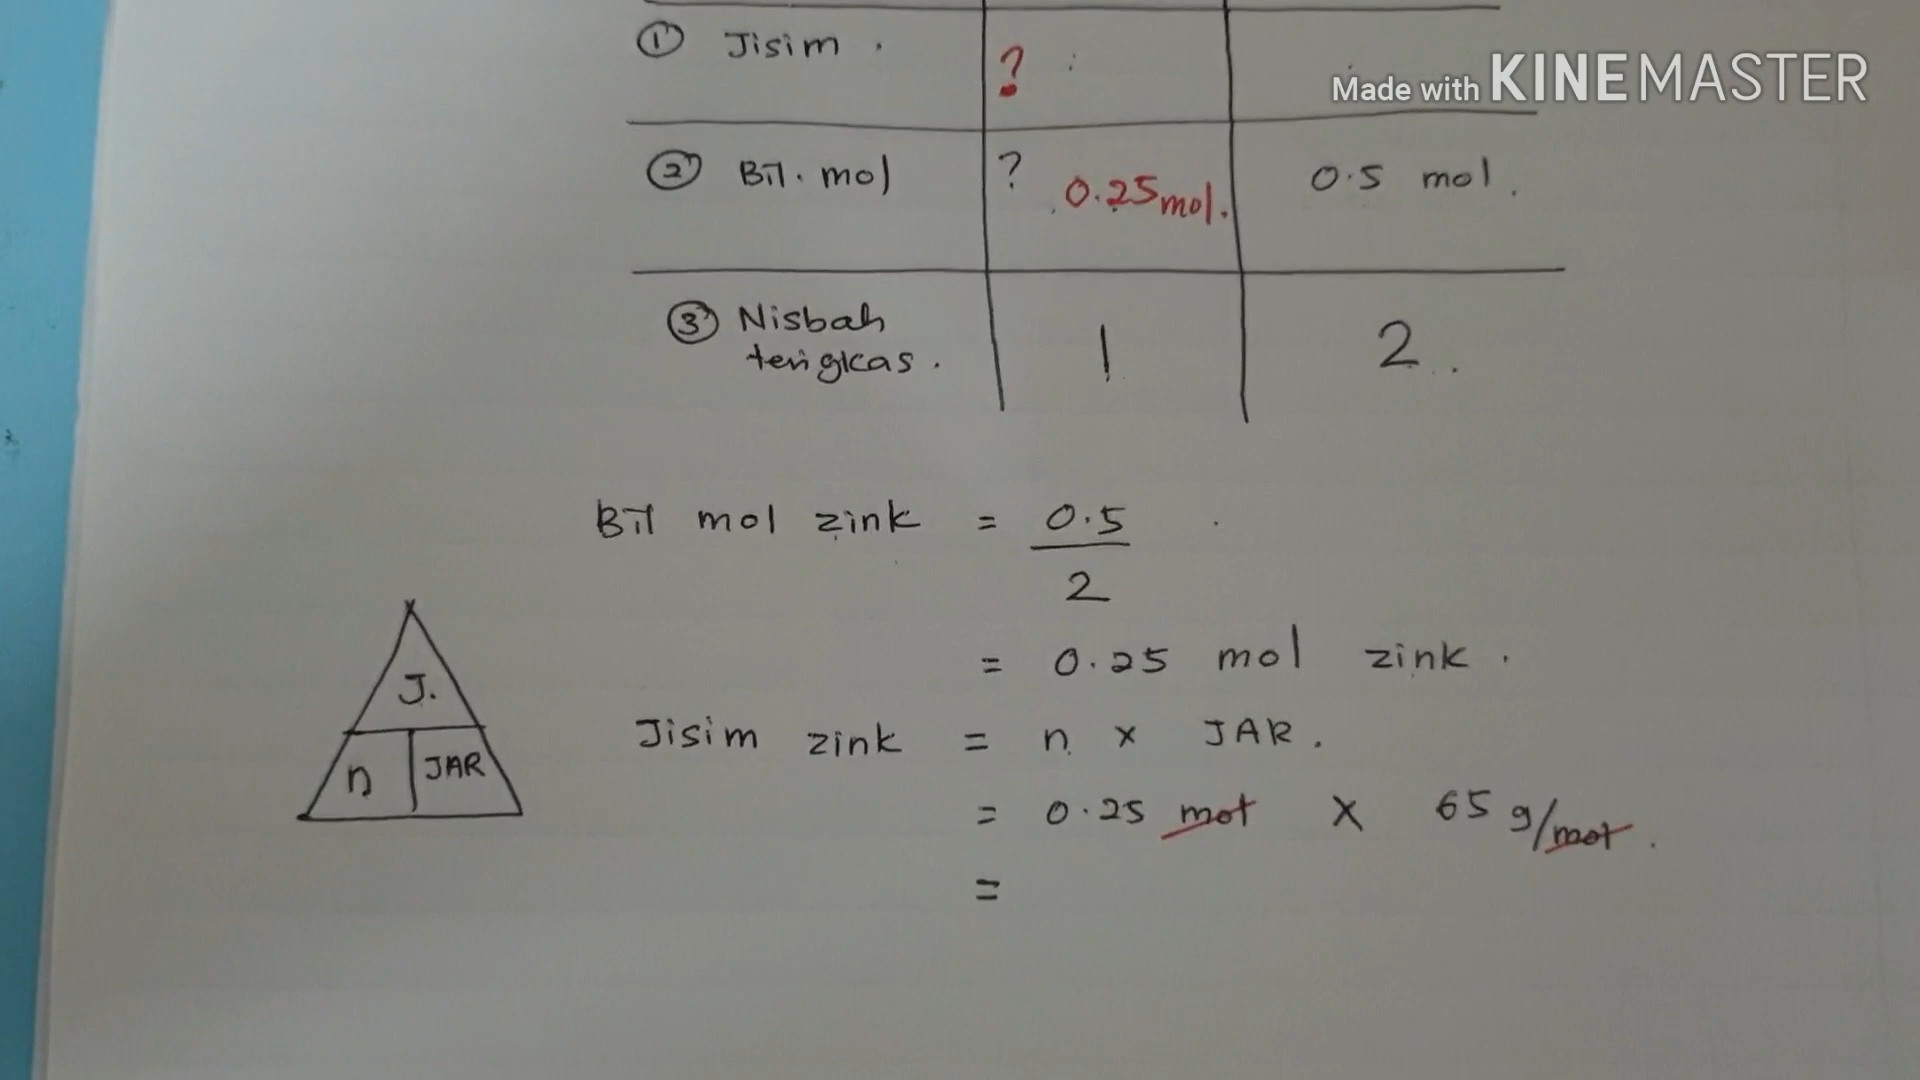 Made with KINEMASTER
① Jisim . ?
② Bil. mol ? 0.25 mol. 0.5 mol.
③ Nisbah 1 2
teringkas.
Bil mol zink = 0.5
2
= 0.25 mol zink.
J.
Jisim zink = n x JAR.
n JAR
= 0.25 mol X 65 g/mol.
=